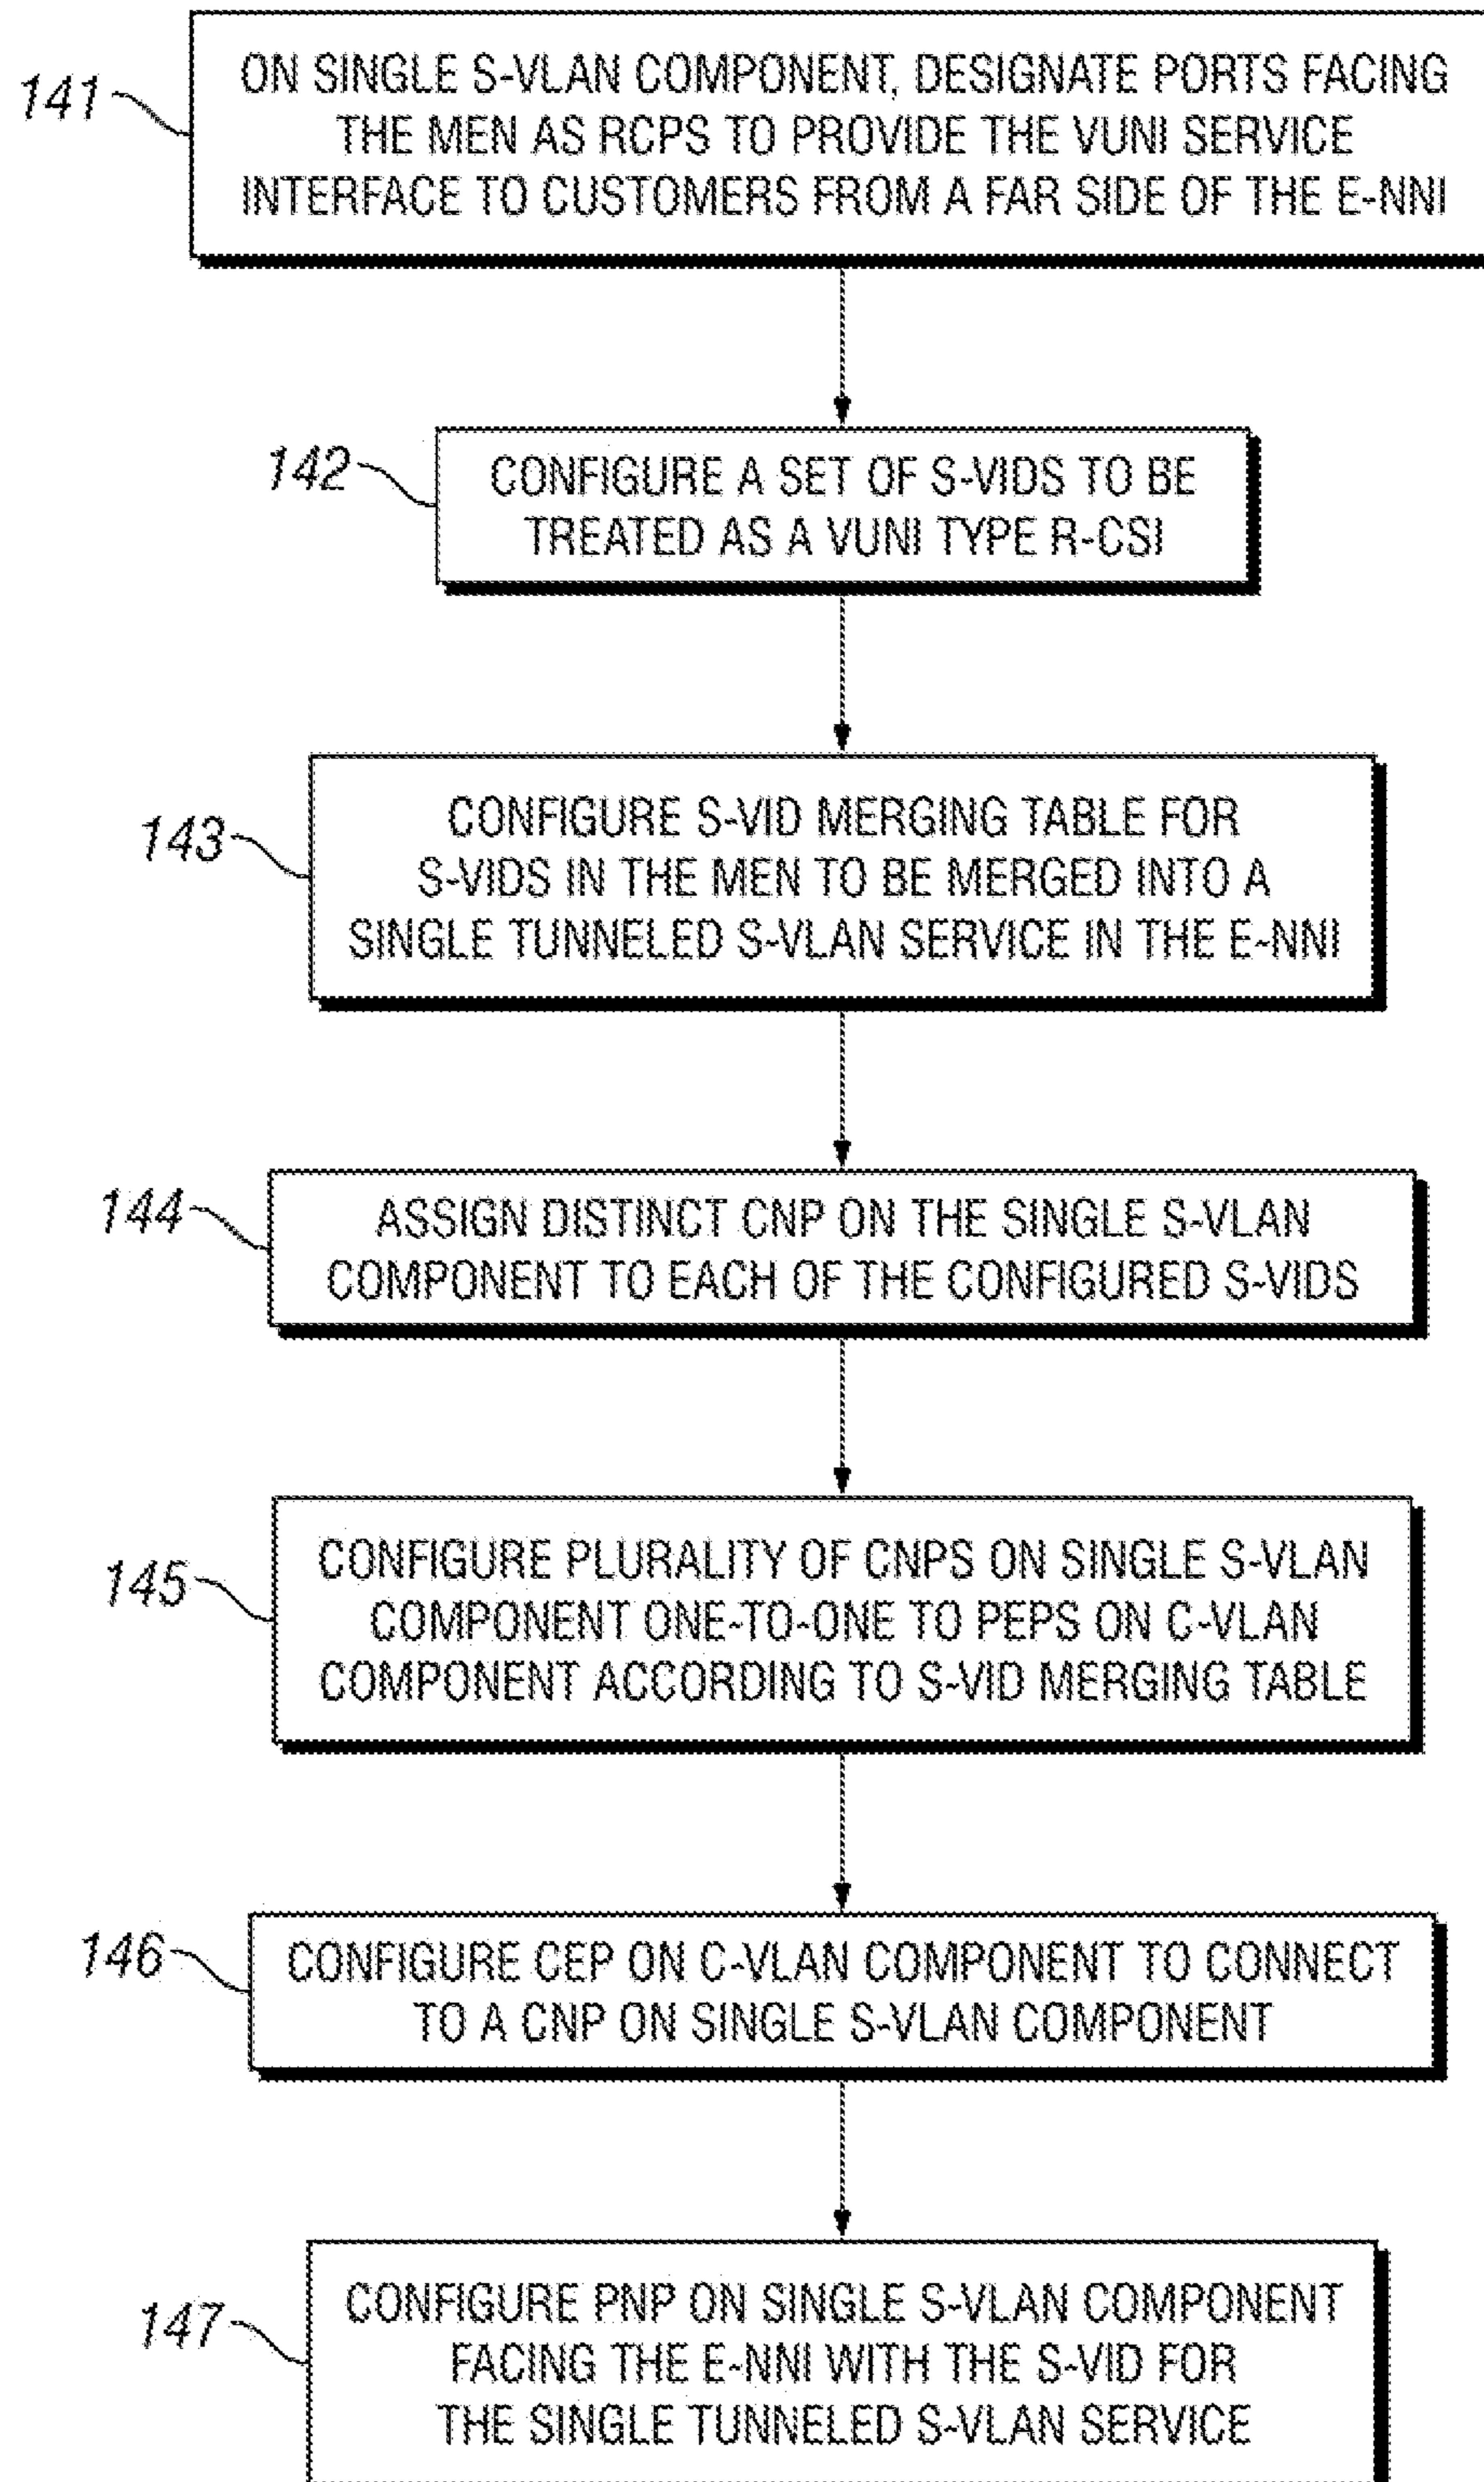 141
ON SINGLE S-VLAN COMPONENT, DESIGNATE PORTS FACING
THE MEN AS RCPS TO PROVIDE THE VUNI SERVICE
INTERFACE TO CUSTOMERS FROM A FAR SIDE OF THE E-NNI
142
CONFIGURE A SET OF S-VIDS TO BE
TREATED AS A VUNI TYPE R-CSI
143
CONFIGURE S-VID MERGING TABLE FOR
S-VIDS IN THE MEN TO BE MERGED INTO A
SINGLE TUNNELED S-VLAN SERVICE IN THE E-NNI
144
ASSIGN DISTINCT CNP ON THE SINGLE S-VLAN
COMPONENT TO EACH OF THE CONFIGURED S-VIDS
145
CONFIGURE PLURALITY OF CNPS ON SINGLE S-VLAN
COMPONENT ONE-TO-ONE TO PEPS ON C-VLAN
COMPONENT ACCORDING TO S-VID MERGING TABLE
146
CONFIGURE CEP ON C-VLAN COMPONENT TO CONNECT
TO A CNP ON SINGLE S-VLAN COMPONENT
147
CONFIGURE PNP ON SINGLE S-VLAN COMPONENT
FACING THE E-NNI WITH THE S-VID FOR
THE SINGLE TUNNELED S-VLAN SERVICE